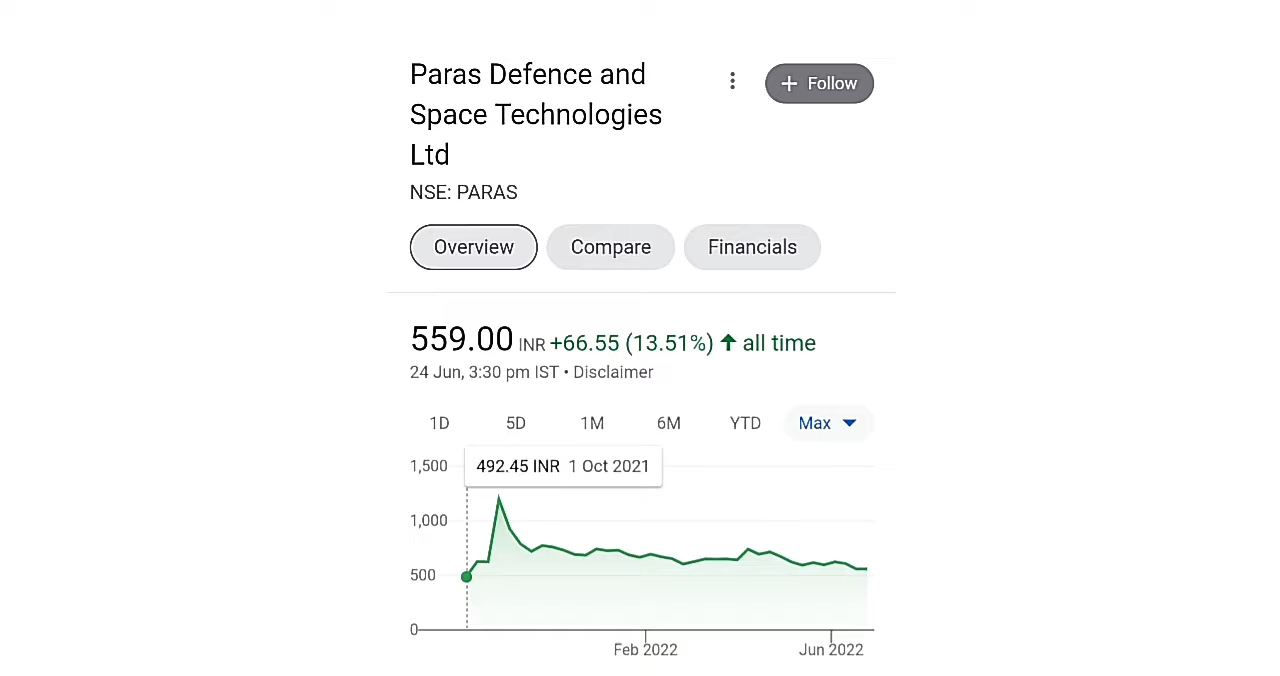 Paras Defence and
Space Technologies
Ltd
+ Follow
NSE: PARAS
Overview Compare Financials
559.00 INR +66.55 (13.51%) ↑ all time
24 Jun, 3:30 pm IST • Disclaimer
1D 5D 1M 6M YTD Max
492.45 INR 1 Oct 2021
1,500
1,000
500
0
Feb 2022 Jun 2022